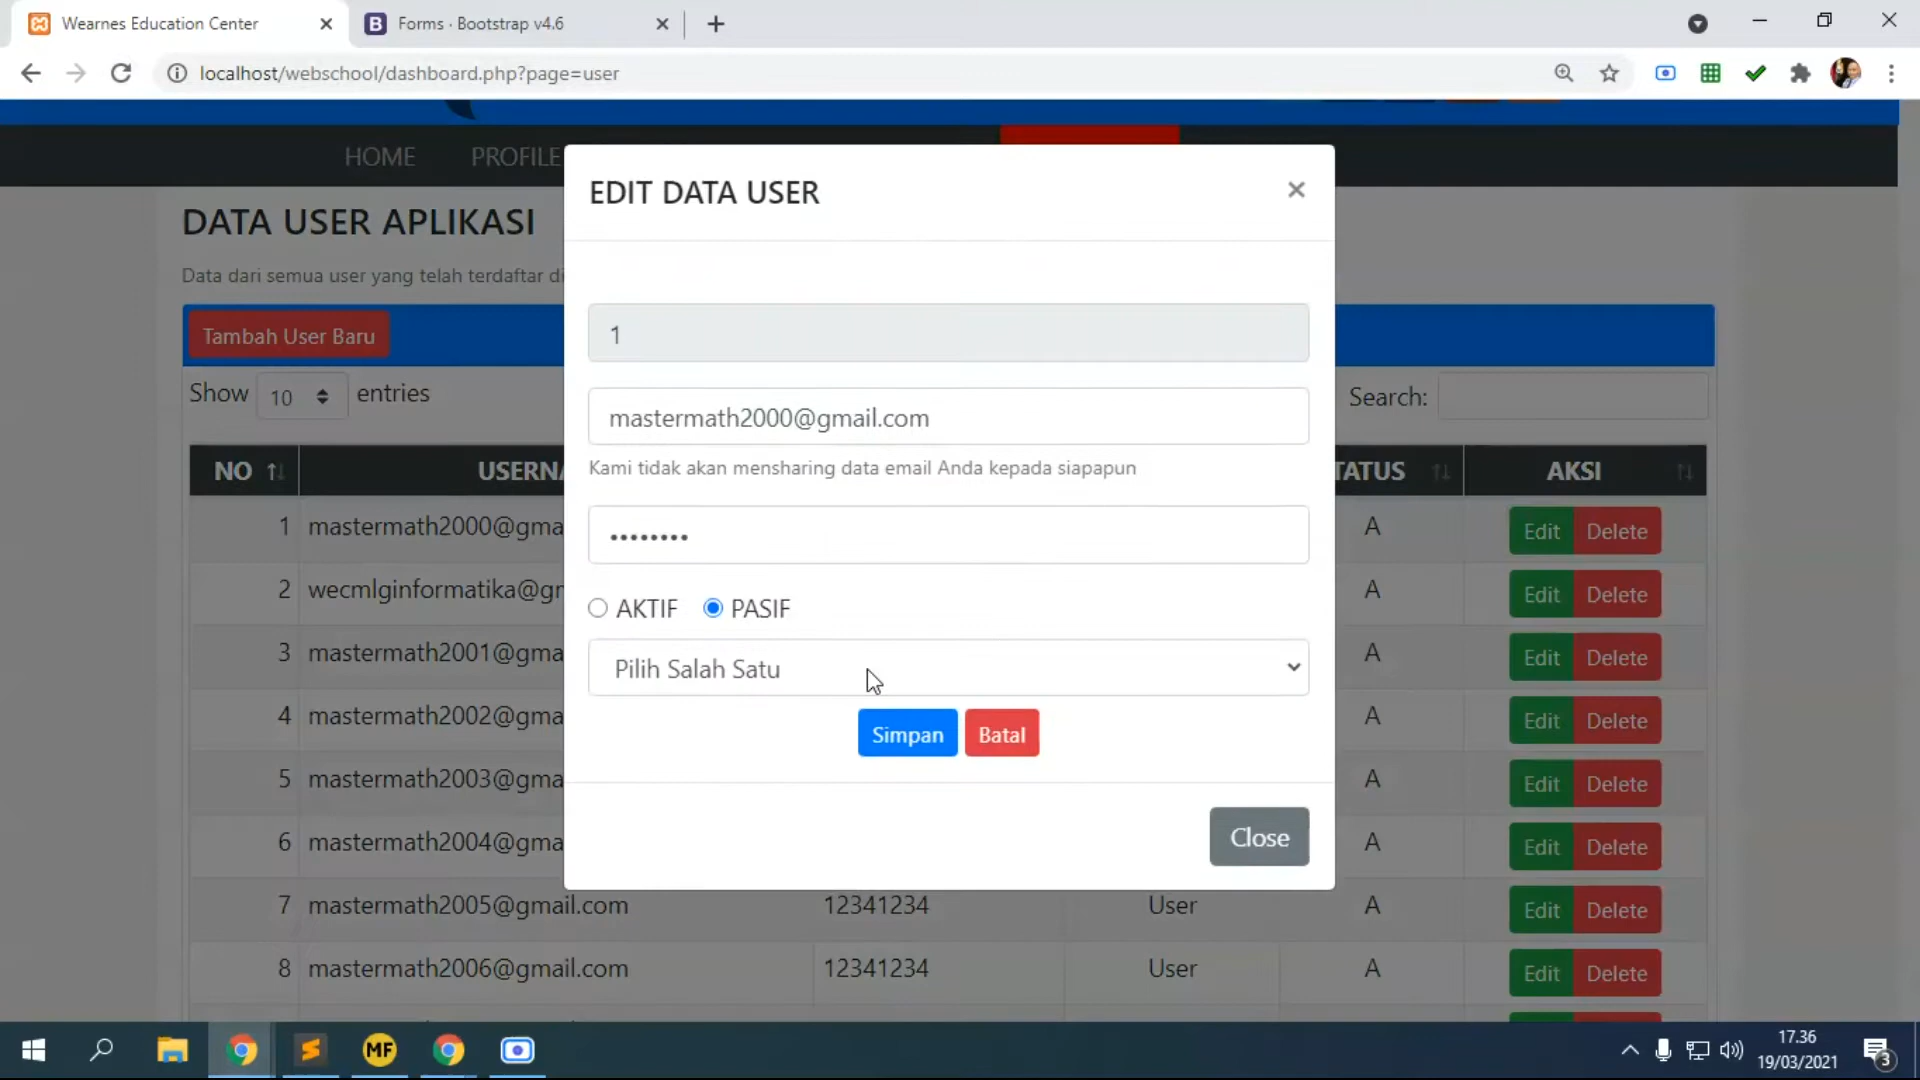 Wearnes Education Center
Forms · Bootstrap v4.6
localhost/webschool/dashboard.php?page=user
HOME
PROFILE
EDIT DATA USER
×
DATA USER APLIKASI
Data dari semua user yang telah terdaftar di
Tambah User Baru
1
Show 10 entries
Search:
mastermath2000@gmail.com
Kami tidak akan mensharing data email Anda kepada siapapun
NO
USERNA
TATUS
AKSI
1 mastermath2000@gma A Edit Delete
••••••••
2 wecmlginformatika@gm A Edit Delete
AKTIF PASIF
3 mastermath2001@gma A Edit Delete
Pilih Salah Satu
4 mastermath2002@gma A Edit Delete
Simpan Batal
5 mastermath2003@gma A Edit Delete
6 mastermath2004@gma A Edit Delete
Close
7 mastermath2005@gmail.com 12341234 User A Edit Delete
8 mastermath2006@gmail.com 12341234 User A Edit Delete
MF
17.36
19/03/2021
3